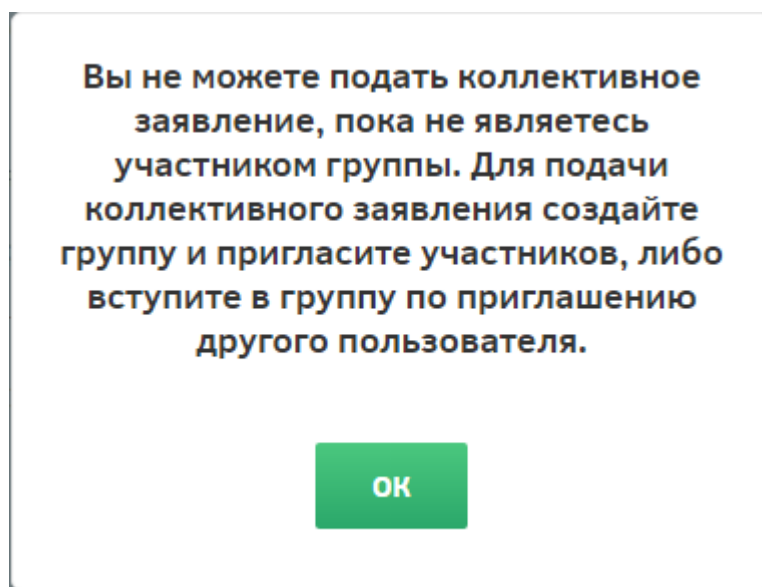 Вы не можете подать коллективное
заявление, пока не являетесь
участником группы. Для подачи
коллективного заявления создайте
группу и пригласите участников, либо
вступите в группу по приглашению
другого пользователя.
ОК